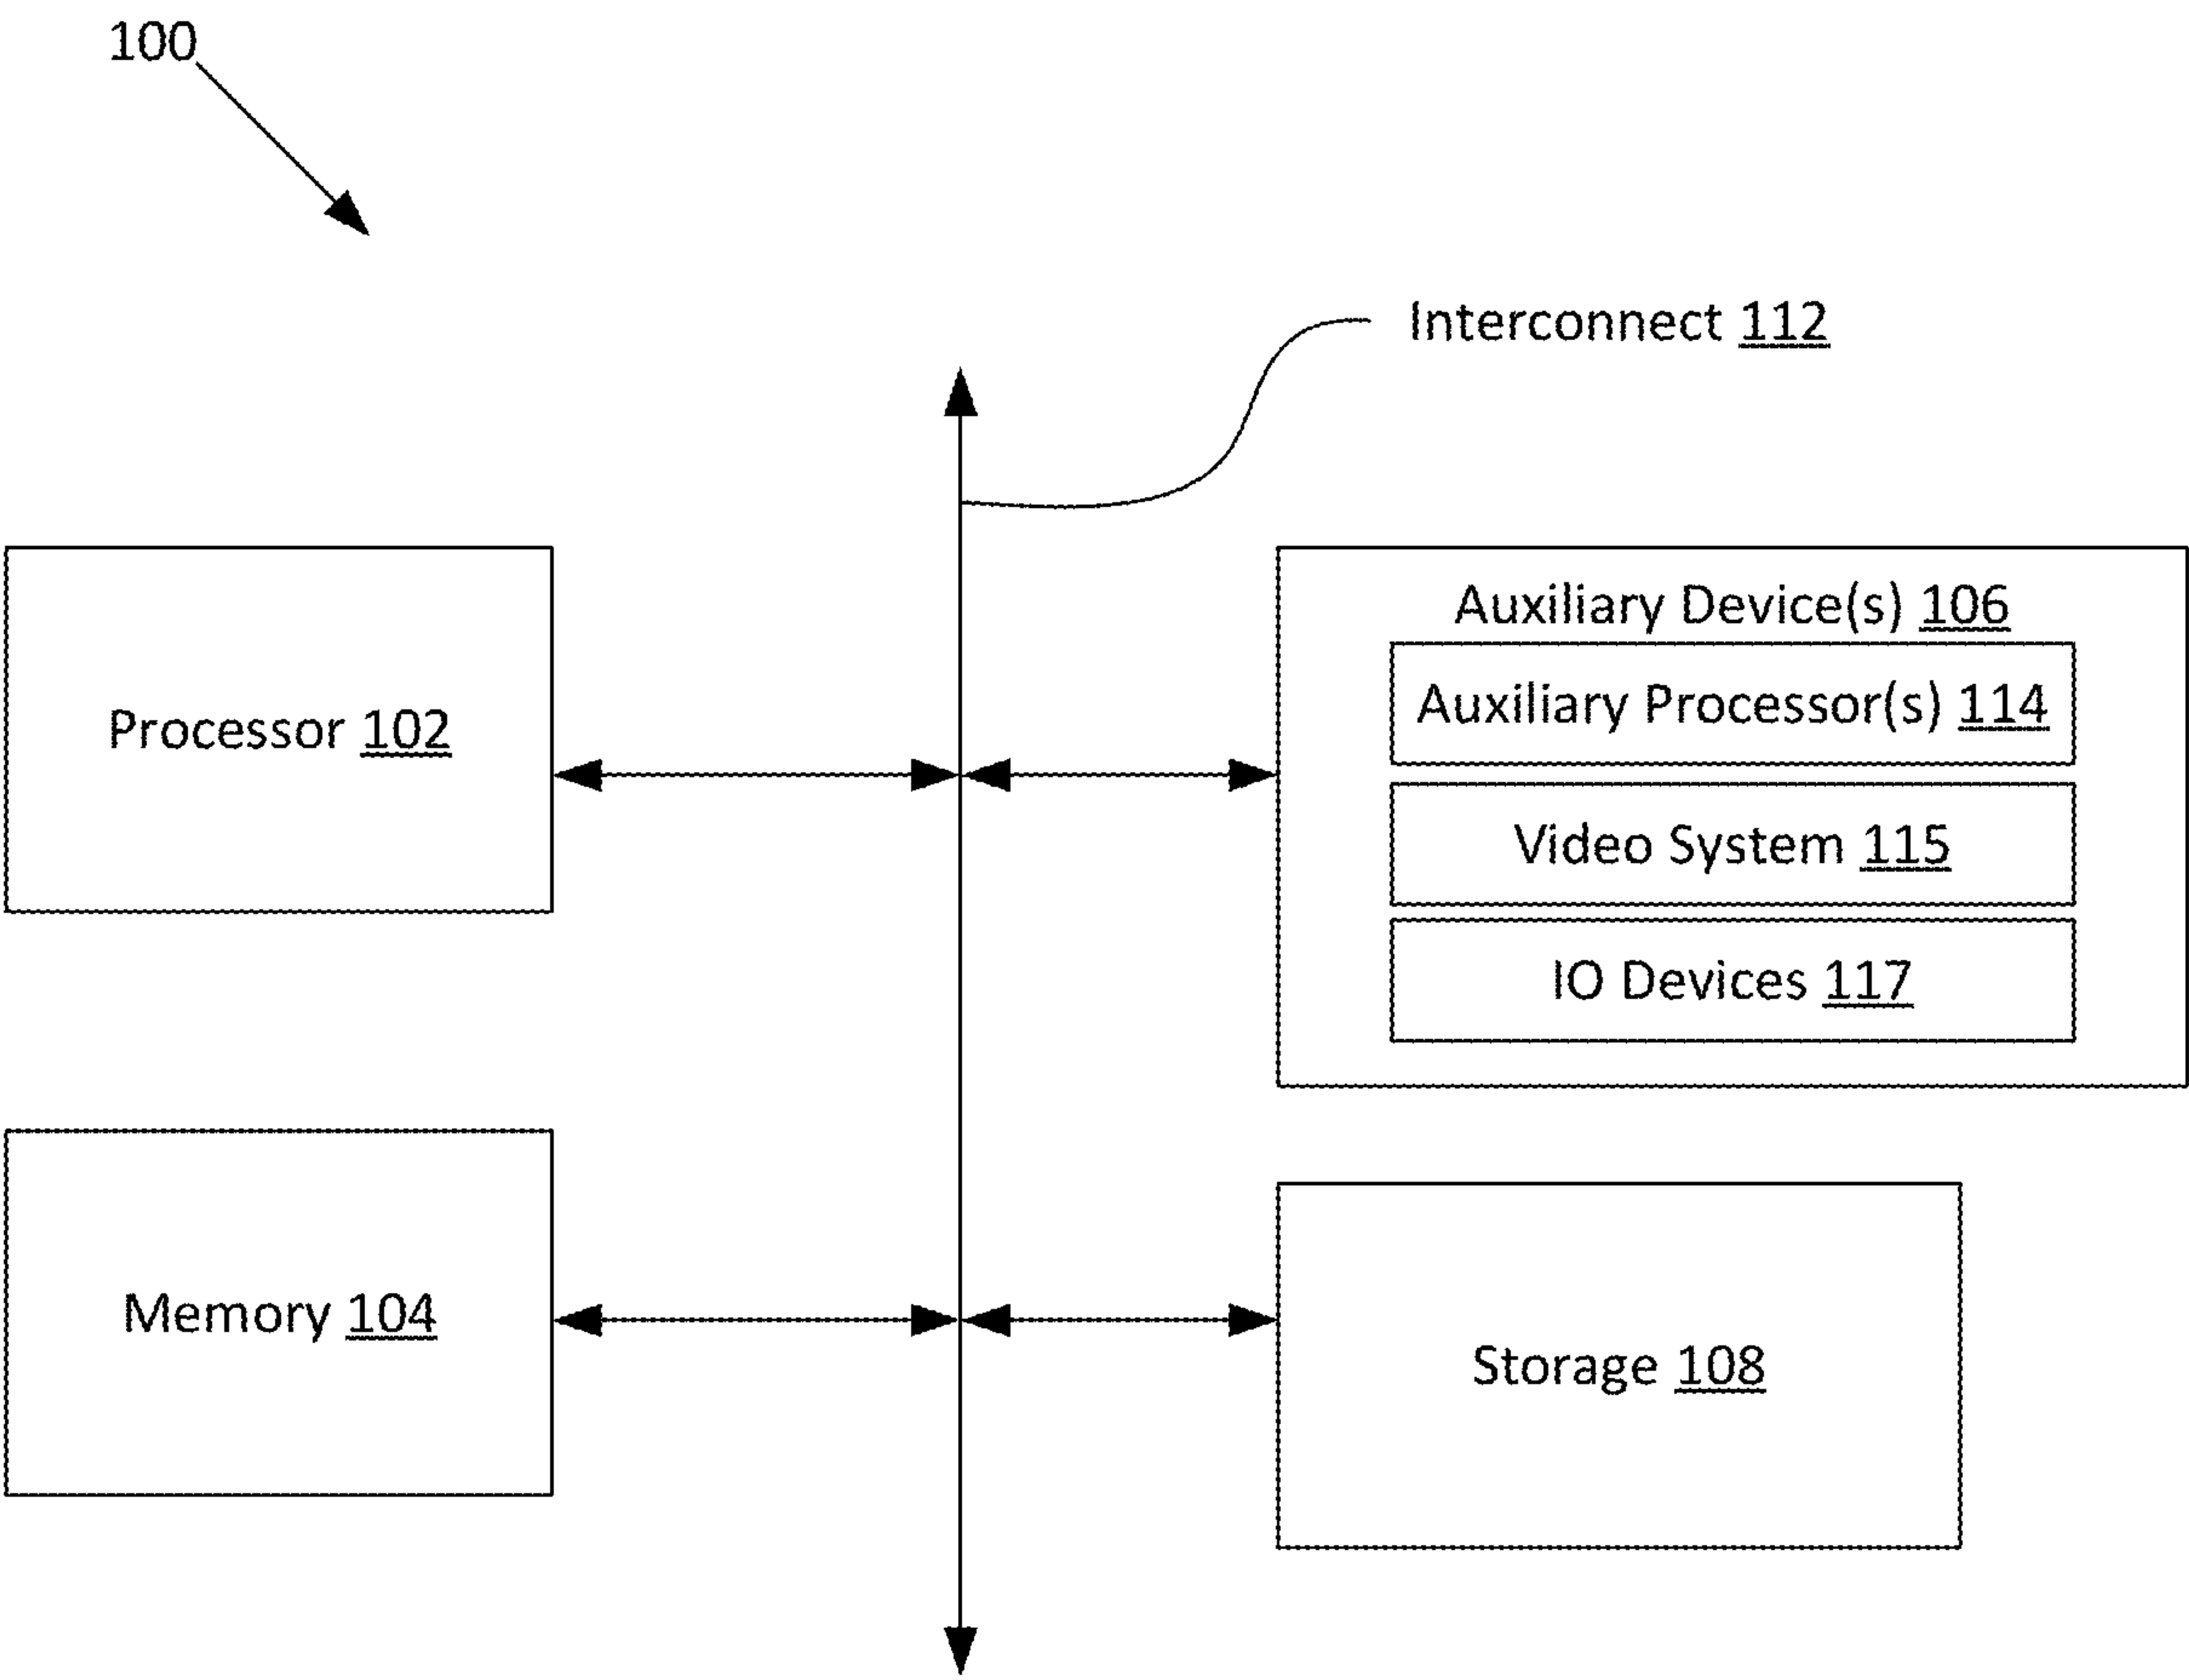 100
Interconnect 112
Auxiliary Device(s) 106
Auxiliary Processor(s) 114
Processor 102
Video System 115
IO Devices 117
Memory 104
Storage 108